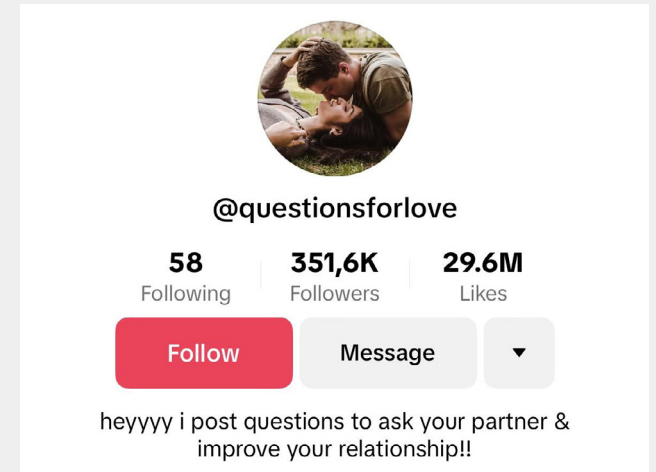 @questionsforlove
58 351,6K 29.6M
Following Followers Likes
Follow Message
heyyyy i post questions to ask your partner &
improve your relationship!!